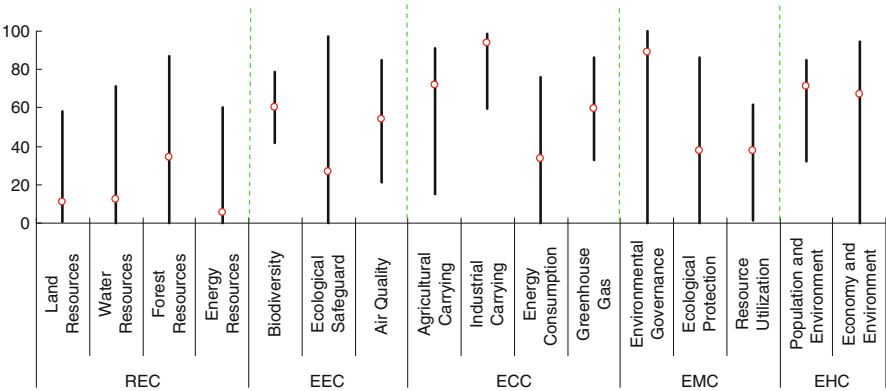 100
80
60
40
20
0
Land
Resources
Water
Resources
Forest
Resources
Energy
Resources
Biodiversity
Ecological
Safeguard
Air Quality
Agricultural
Carrying
Industrial
Carrying
Energy
Consumption
Greenhouse
Gas
Environmental
Governance
Ecological
Protection
Resource
Utilization
Population and
Environment
Economy and
Environment
REC
EEC
ECC
EMC
EHC